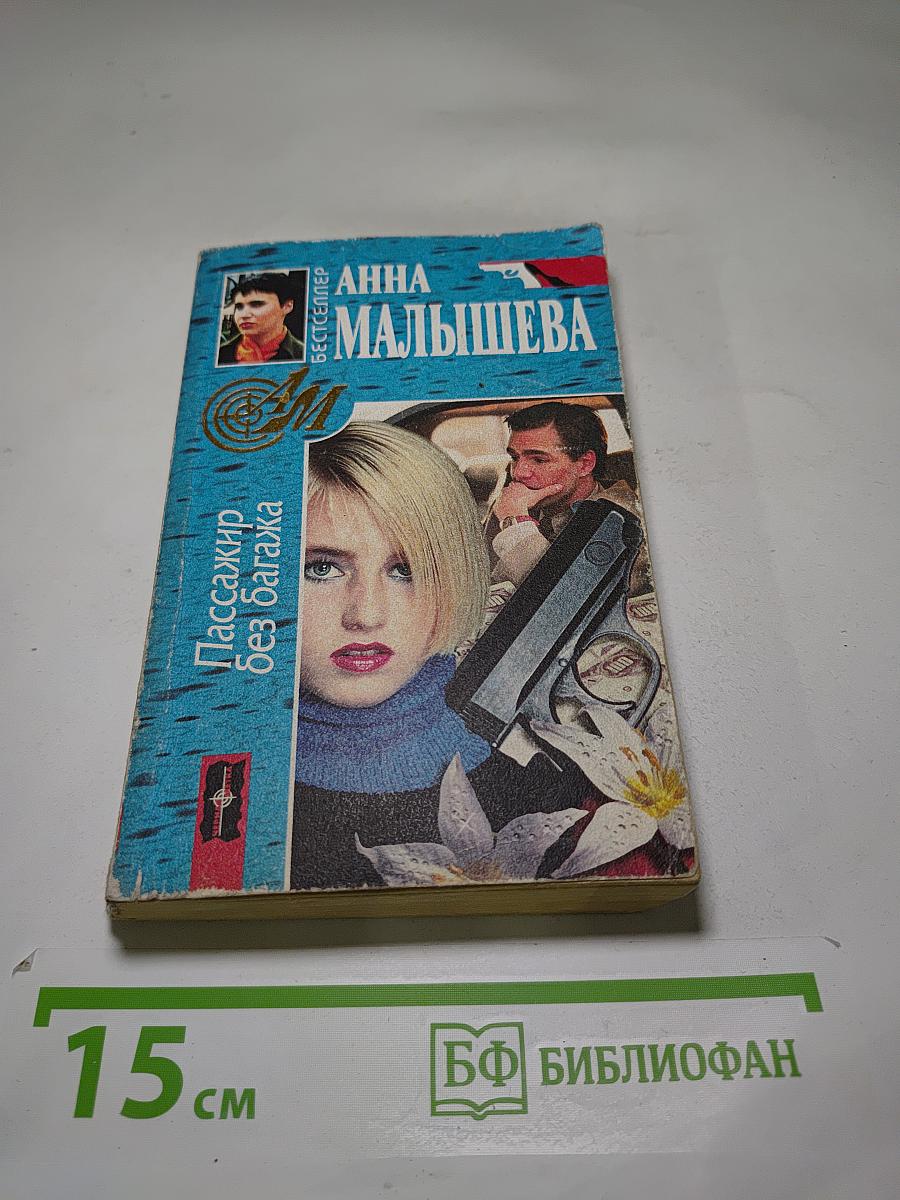 БЕСТСЕЛЛЕР
АННА
МАЛЫШЕВА
АМ
Пассажир
без багажа
15 см
БФ БИБЛИОФАН